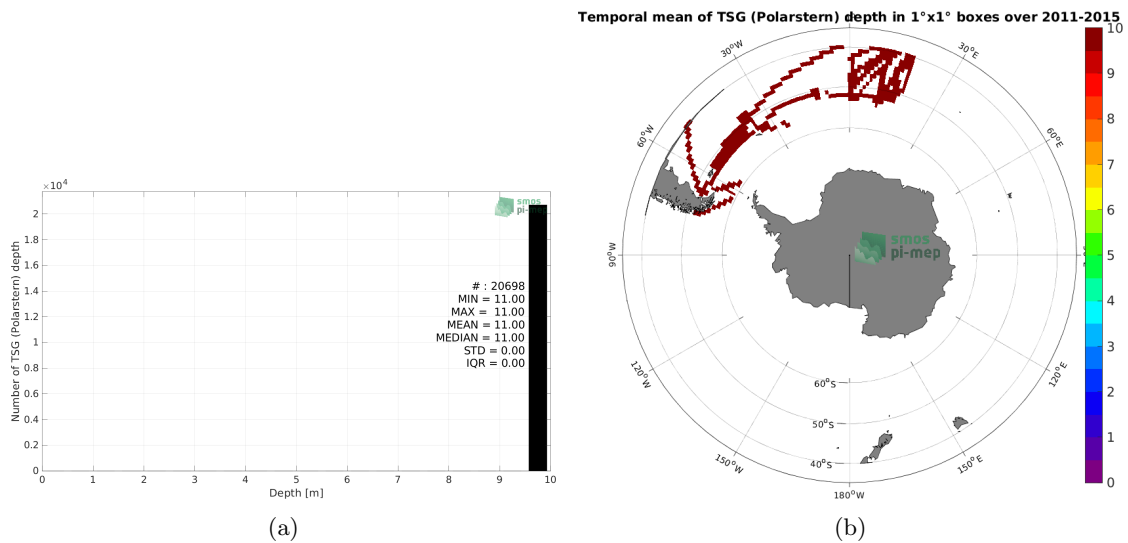 Temporal mean of TSG (Polarstern) depth in 1°x1° boxes over 2011-2015
×10⁴
2
1.8
1.6
1.4
1.2
1
0.8
0.6
0.4
0.2
0
Number of TSG (Polarstern) depth
smos
pi-mep
# : 20698
MIN = 11.00
MAX = 11.00
MEAN = 11.00
MEDIAN = 11.00
STD = 0.00
IQR = 0.00
0 1 2 3 4 5 6 7 8 9 10
Depth [m]
(a)
30°W
30°E
60°W
60°E
90°W
120°W
120°E
150°W
150°E
180°W
60°S
50°S
40°S
smos
pi-mep
10
9
8
7
6
5
4
3
2
1
0
(b)